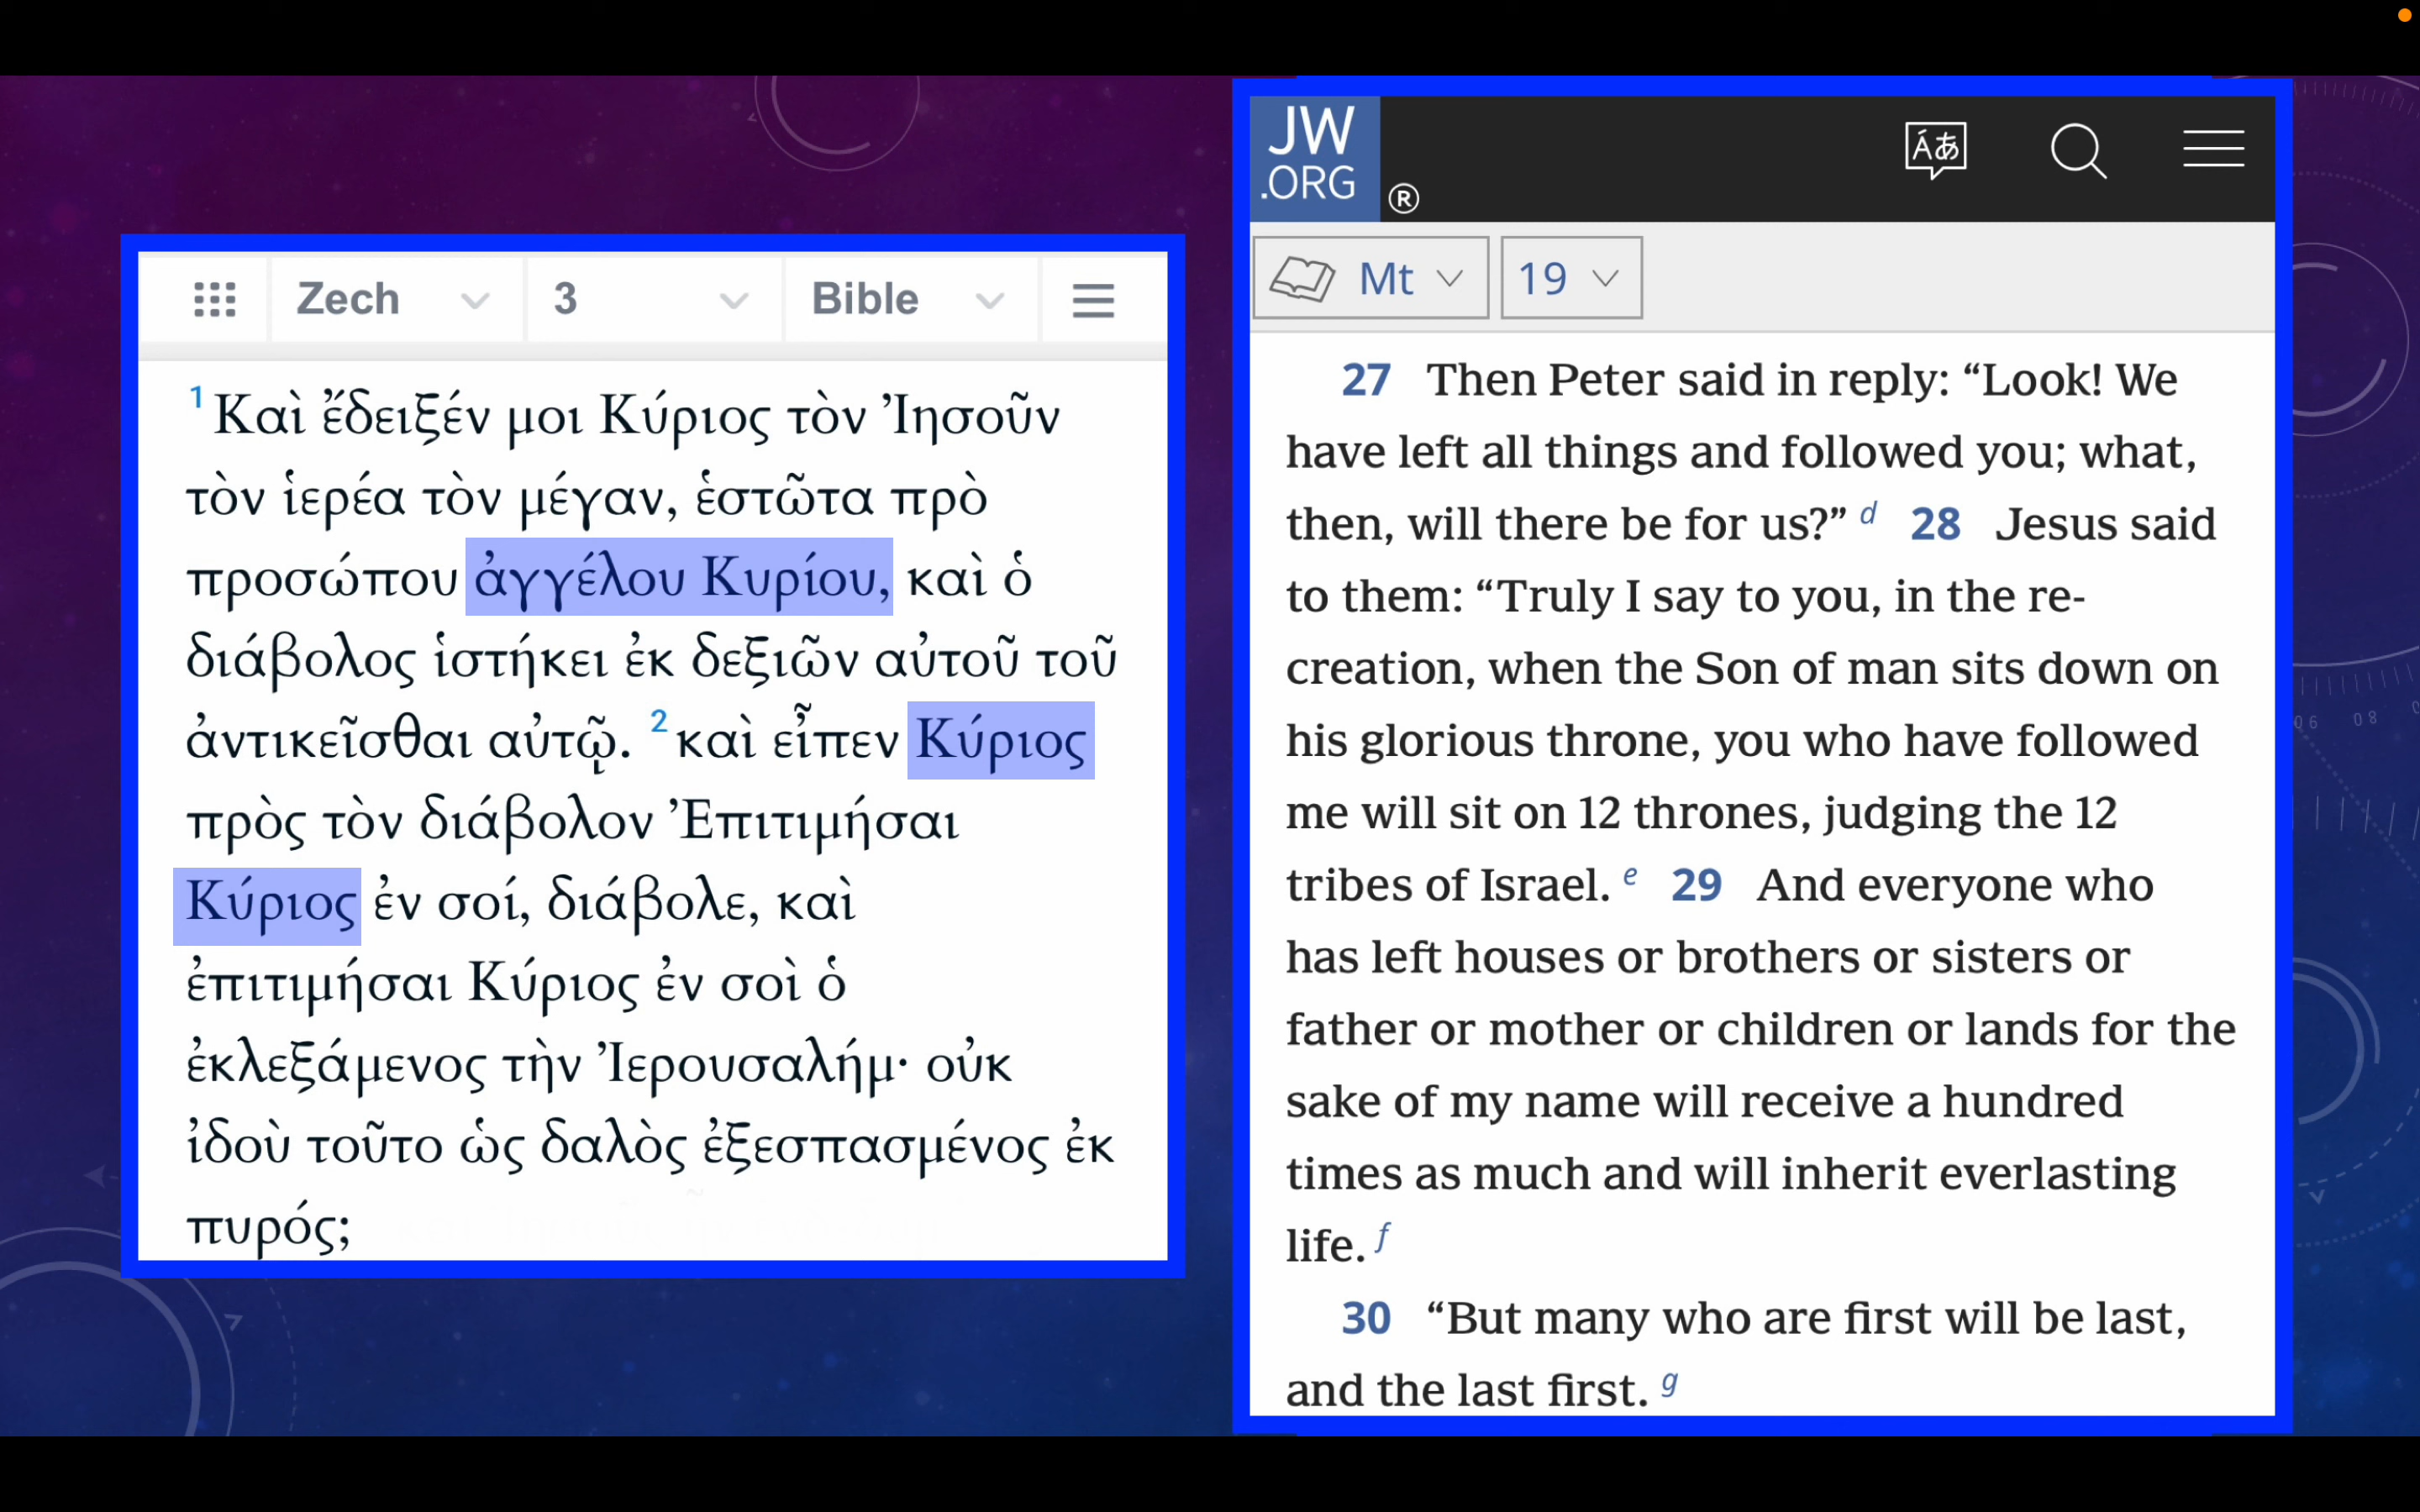 Zech 3 Bible
¹ Καὶ ἔδειξέν μοι Κύριος τὸν Ἰησοῦν
τὸν ἱερέα τὸν μέγαν, ἑστῶτα πρὸ
προσώπου ἀγγέλου Κυρίου, καὶ ὁ
διάβολος ἱστήκει ἐκ δεξιῶν αὐτοῦ τοῦ
ἀντικεῖσθαι αὐτῷ. ² καὶ εἶπεν Κύριος
πρὸς τὸν διάβολον Ἐπιτιμήσαι
Κύριος ἐν σοί, διάβολε, καὶ
ἐπιτιμήσαι Κύριος ἐν σοὶ ὁ
ἐκλεξάμενος τὴν Ἰερουσαλήμ· οὐκ
ἰδοὺ τοῦτο ὡς δαλὸς ἐξεσπασμένος ἐκ
πυρός;
JW
.ORG ®
Áあ
Mt 19
27 Then Peter said in reply: “Look! We
have left all things and followed you; what,
then, will there be for us?” d 28 Jesus said
to them: “Truly I say to you, in the re-
creation, when the Son of man sits down on
his glorious throne, you who have followed
me will sit on 12 thrones, judging the 12
tribes of Israel. e 29 And everyone who
has left houses or brothers or sisters or
father or mother or children or lands for the
sake of my name will receive a hundred
times as much and will inherit everlasting
life. f
30 “But many who are first will be last,
and the last first. g